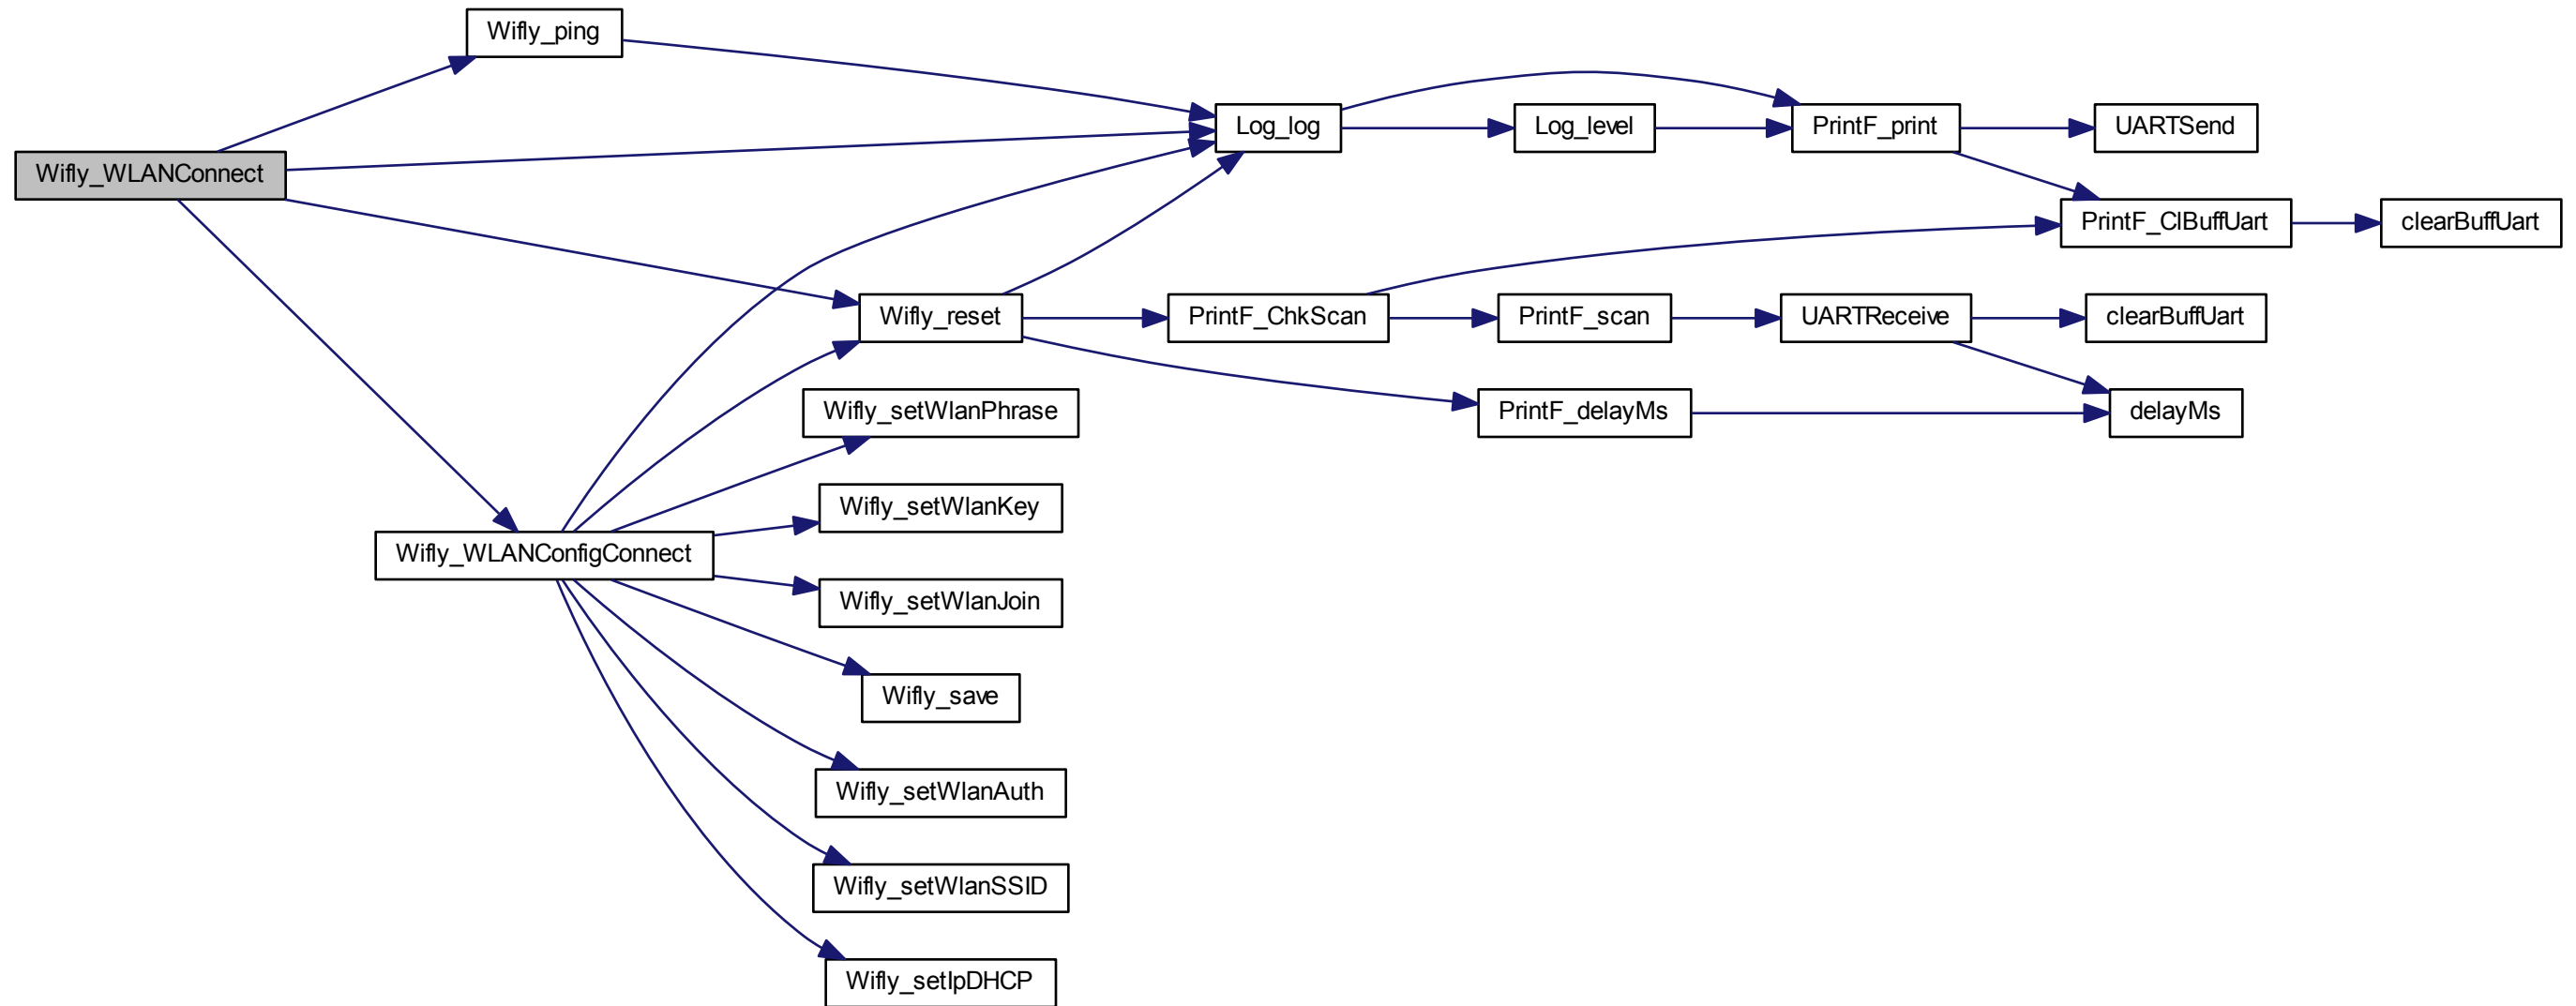 Wifly_ping
Log_log
Log_level
PrintF_print
UARTSend
Wifly_WLANConnect
PrintF_ClBuffUart
clearBuffUart
Wifly_reset
PrintF_ChkScan
PrintF_scan
UARTReceive
clearBuffUart
Wifly_setWlanPhrase
PrintF_delayMs
delayMs
Wifly_setWlanKey
Wifly_WLANConfigConnect
Wifly_setWlanJoin
Wifly_save
Wifly_setWlanAuth
Wifly_setWlanSSID
Wifly_setIpDHCP